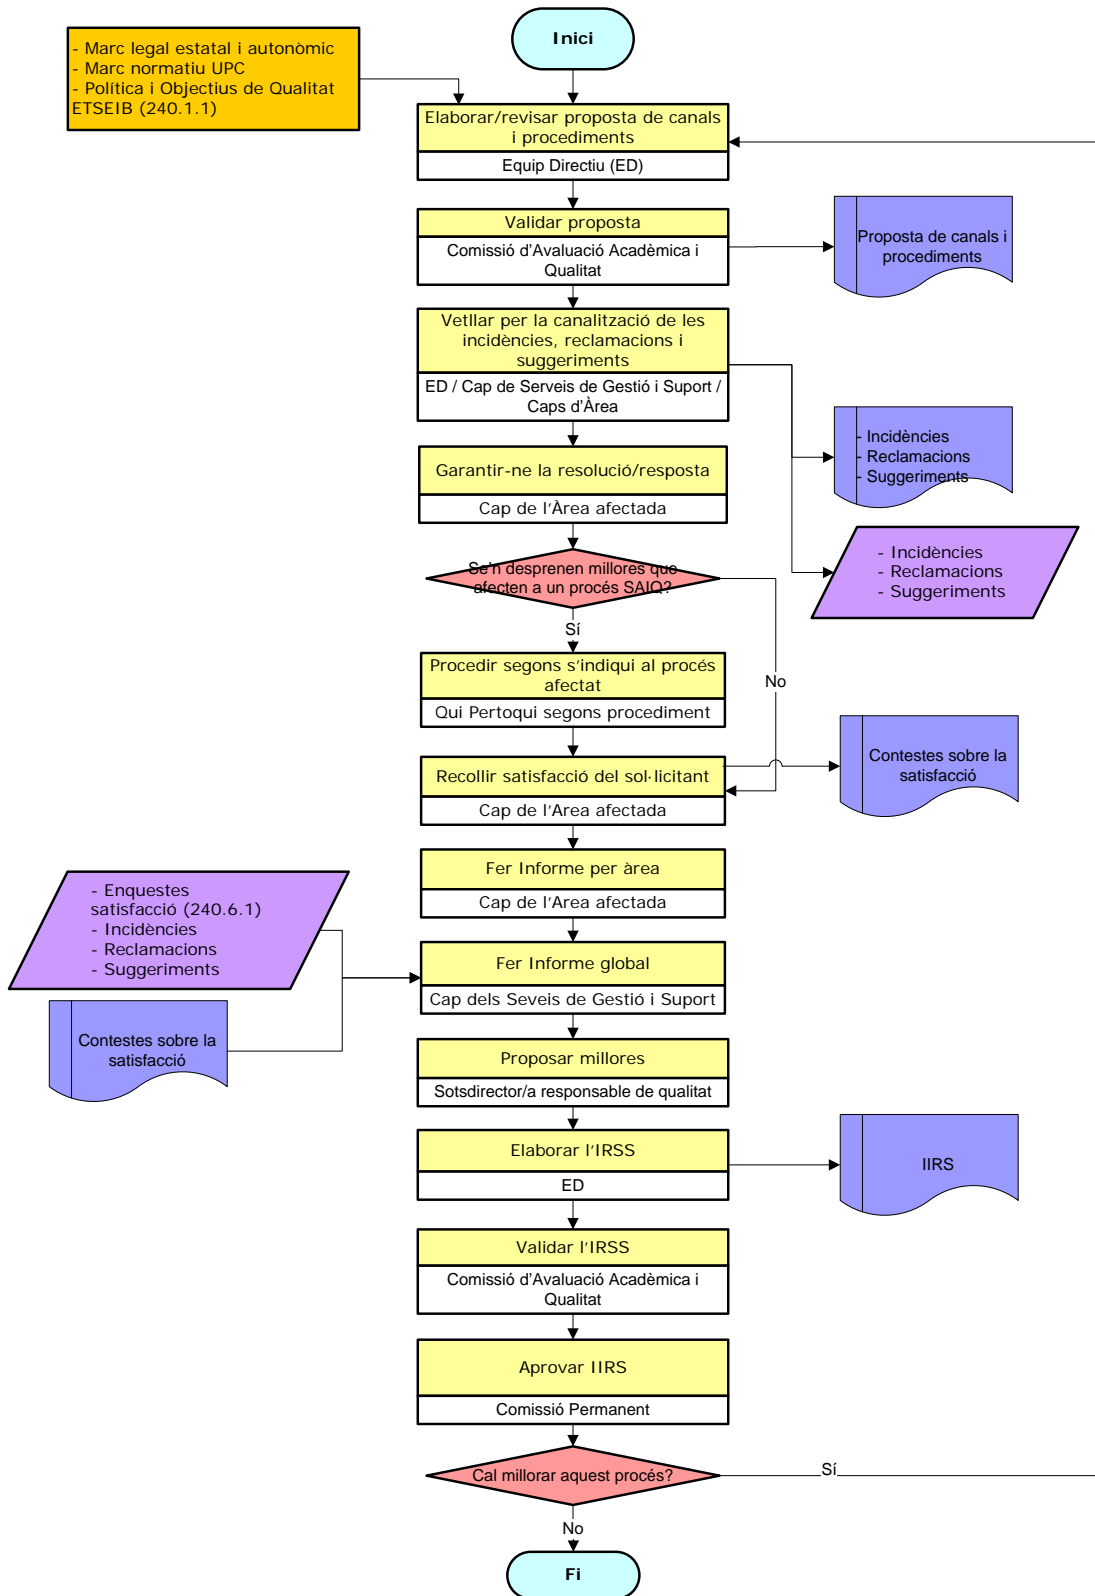 Inici
- Marc legal estatal i autonòmic
- Marc normatiu UPC
- Política i Objectius de Qualitat
ETSEIB (240.1.1)
Elaborar/revisar proposta de canals
i procediments
Equip Directiu (ED)
Validar proposta
Comissió d'Avaluació Acadèmica i
Qualitat
Proposta de canals i
procediments
Vetllar per la canalització de les
incidències, reclamacions i
suggeriments
ED / Cap de Serveis de Gestió i Suport /
Caps d'Àrea
- Incidències
- Reclamacions
- Suggeriments
Garantir-ne la resolució/resposta
Cap de l'Àrea afectada
- Incidències
- Reclamacions
- Suggeriments
Se'n desprenen millores que
afecten a un procés SAIQ?
Sí
No
Procedir segons s'indiqui al procés
afectat
Qui Pertoqui segons procediment
Recollir satisfacció del sol·licitant
Cap de l'Area afectada
Contestes sobre la
satisfacció
Fer Informe per àrea
Cap de l'Area afectada
- Enquestes
satisfacció (240.6.1)
- Incidències
- Reclamacions
- Suggeriments
Fer Informe global
Cap dels Seveis de Gestió i Suport
Contestes sobre la
satisfacció
Proposar millores
Sotsdirector/a responsable de qualitat
Elaborar l'IRSS
ED
IIRS
Validar l'IRSS
Comissió d'Avaluació Acadèmica i
Qualitat
Aprovar IIRS
Comissió Permanent
Cal millorar aquest procés?
Sí
No
Fi